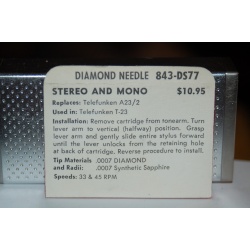 DIAMOND NEEDLE 843-DS77
STEREO AND MONO $10.95
Replaces: Telefunken A23/2
Used in: Telefunken T-23
Installation: Remove cartridge from tonearm. Turn
lever arm to vertical (halfway) position. Grasp
lever arm and gently slide entire stylus forward
until the lever unlocks from the retaining hole
at back of cartridge. Reverse procedure to install.
Tip Materials .0007 DIAMOND
and Radii: .0007 Synthetic Sapphire
Speeds: 33 & 45 RPM